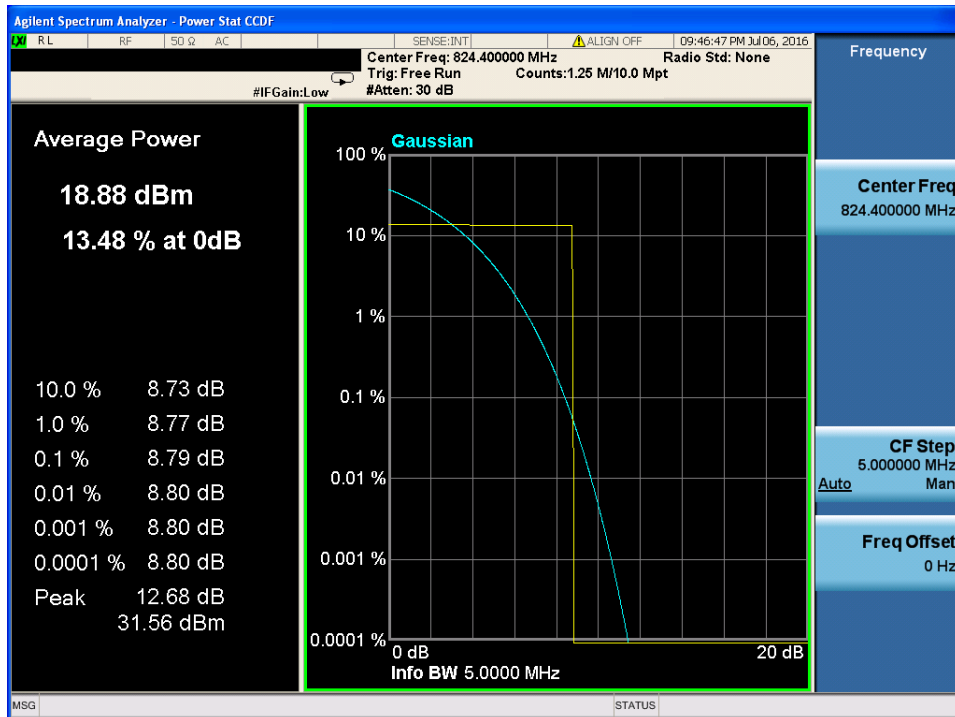 Agilent Spectrum Analyzer - Power Stat CCDF
LXI RL RF 50 Ω AC SENSE:INT ALIGN OFF 09:46:47 PM Jul 06, 2016
Center Freq: 824.400000 MHz Radio Std: None
Trig: Free Run Counts:1.25 M/10.0 Mpt
#IFGain:Low #Atten: 30 dB
Frequency
Average Power
18.88 dBm
13.48 % at 0dB
10.0 % 8.73 dB
1.0 % 8.77 dB
0.1 % 8.79 dB
0.01 % 8.80 dB
0.001 % 8.80 dB
0.0001 % 8.80 dB
Peak 12.68 dB
31.56 dBm
Gaussian
100 %
10 %
1 %
0.1 %
0.01 %
0.001 %
0.0001 %
0 dB 20 dB
Info BW 5.0000 MHz
Center Freq
824.400000 MHz
CF Step
5.000000 MHz
Auto Man
Freq Offset
0 Hz
MSG STATUS